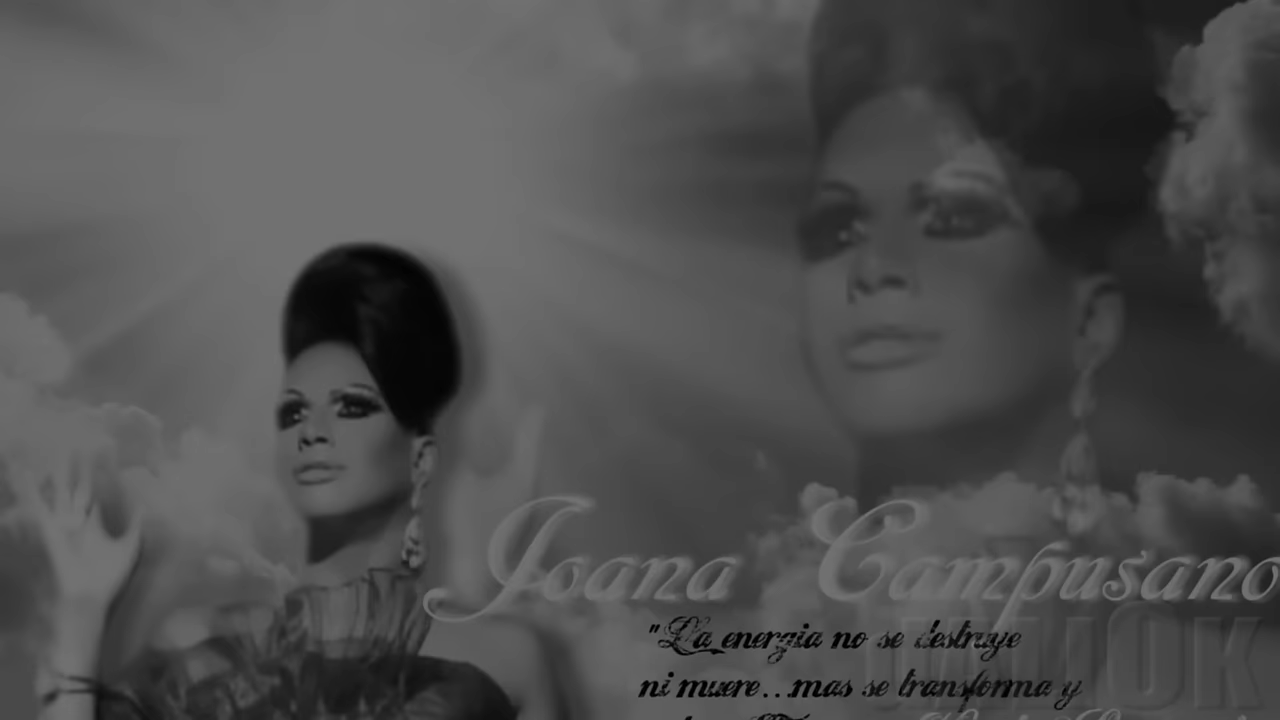 Joana Campusano
"La energia no se destruye
ni muere...mas se transforma y